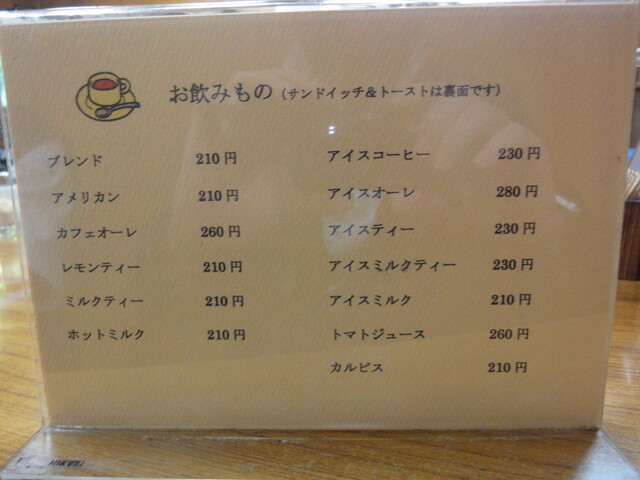 お飲みもの（サンドイッチ＆トーストは裏面です）
ブレンド 210円
アメリカン 210円
カフェオーレ 260円
レモンティー 210円
ミルクティー 210円
ホットミルク 210円
アイスコーヒー 230円
アイスオーレ 280円
アイスティー 230円
アイスミルクティー 230円
アイスミルク 210円
トマトジュース 260円
カルピス 210円